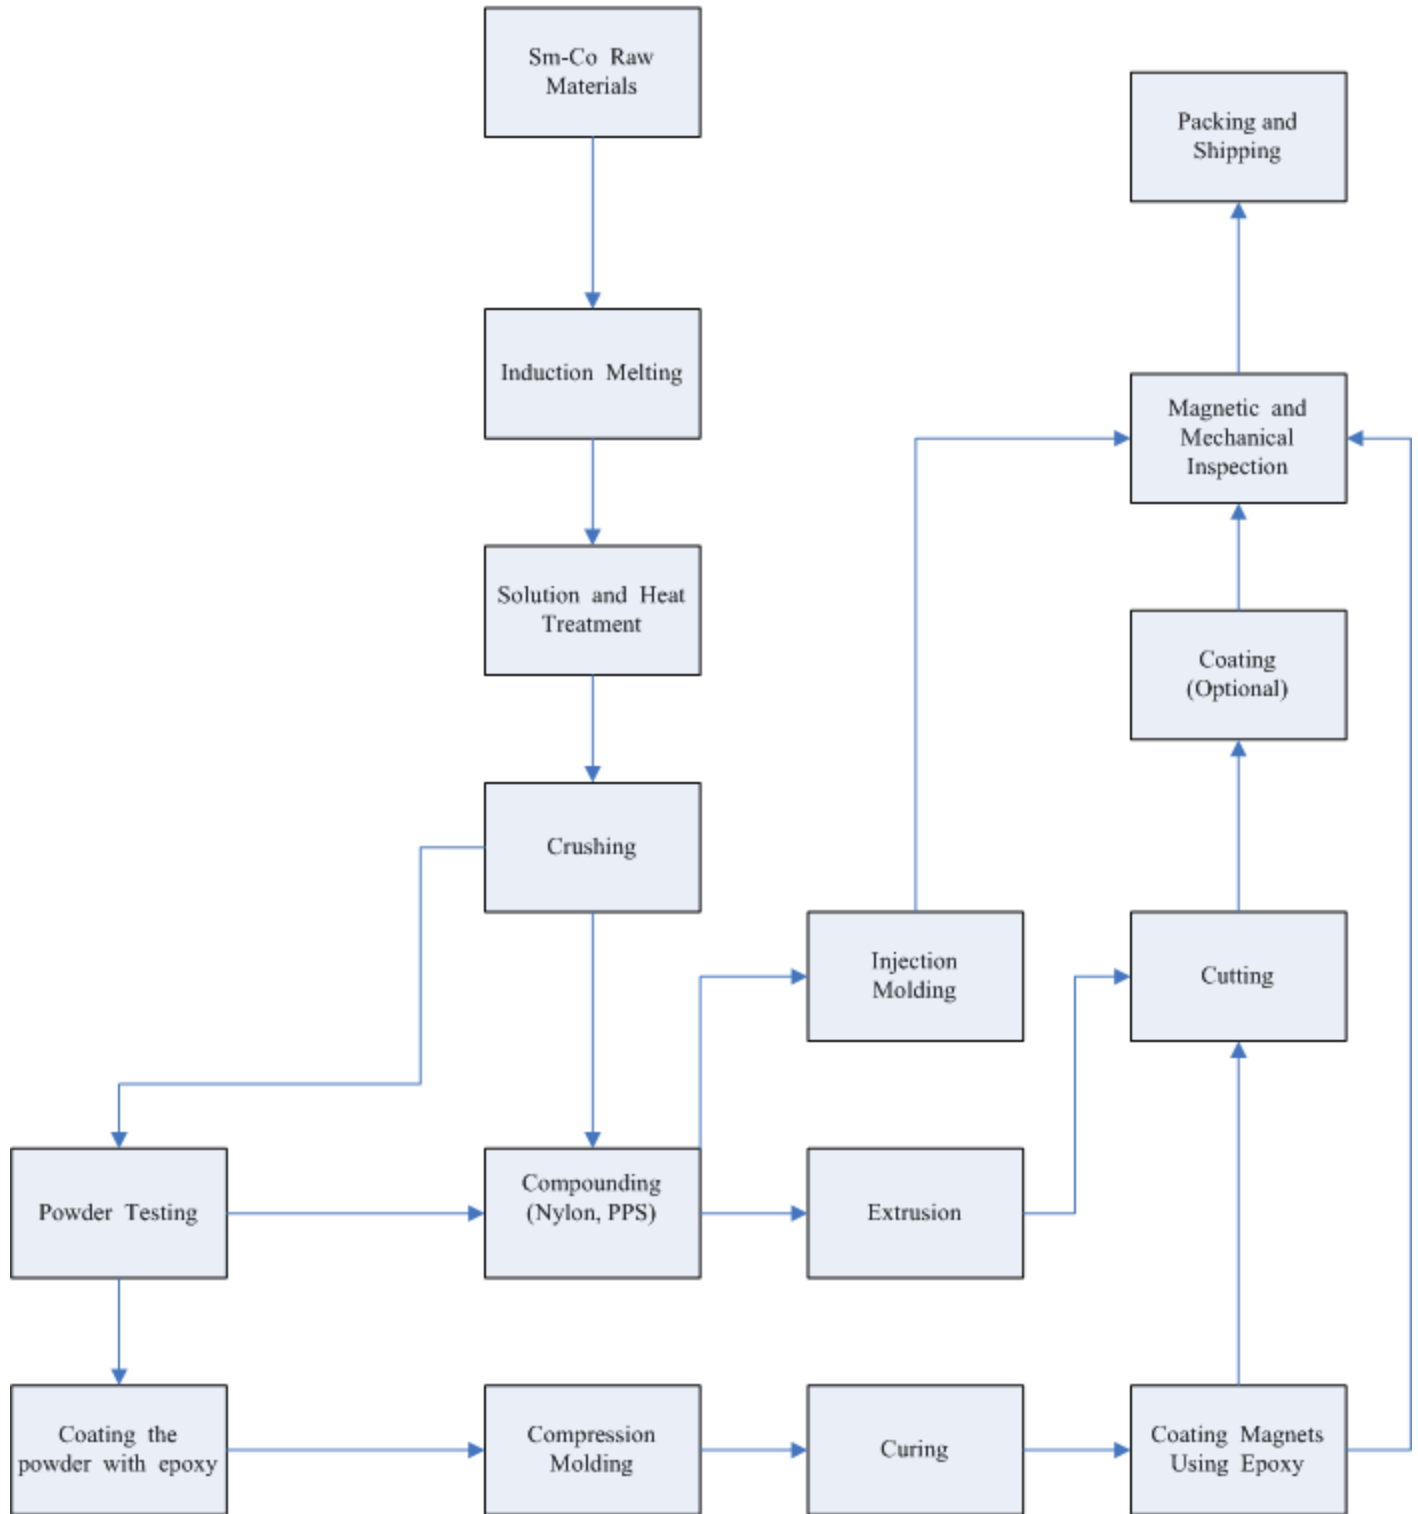 Sm-Co Raw
Materials
Packing and
Shipping
Induction Melting
Magnetic and
Mechanical
Inspection
Solution and Heat
Treatment
Coating
(Optional)
Crushing
Injection
Molding
Cutting
Powder Testing
Compounding
(Nylon, PPS)
Extrusion
Coating the
powder with epoxy
Compression
Molding
Curing
Coating Magnets
Using Epoxy